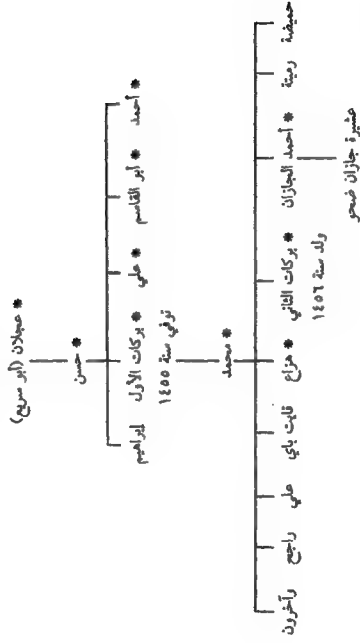 * عجلان (أبو سريع)
* حسن
* أحمد * أبو القاسم * علي * بركات الأول إبراهيم
توفي سنة ١٤٥٥
* محمد
حميضة رميثة * أحمد الجازان * بركات الثاني * هزاع قايت باي علي راجح وآخرون
ولد سنة ١٤٥٦
عشيرة جازان ضحو